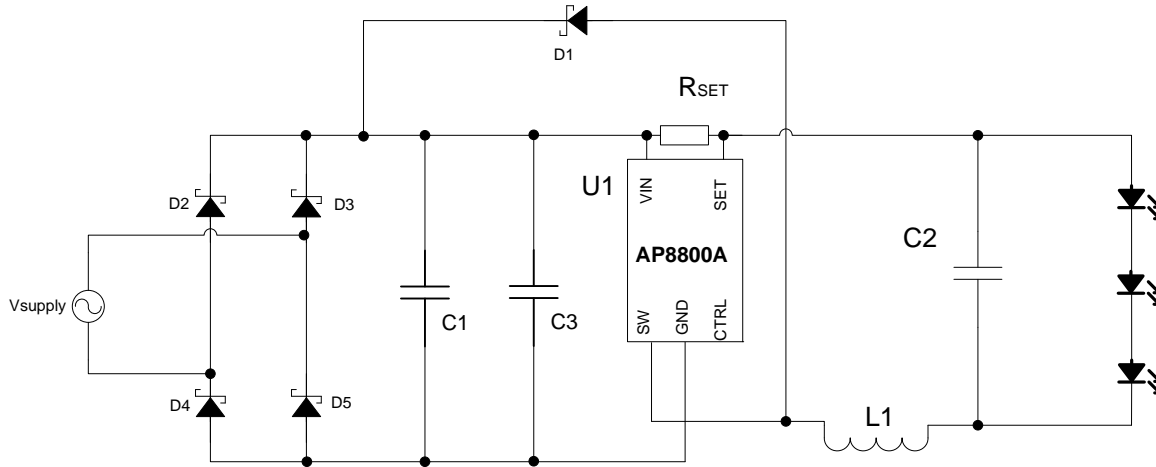 D1
RSET
U1
VIN
SET
D2
D3
C2
AP8800A
Vsupply
C1
C3
SW
GND
CTRL
D4
D5
L1